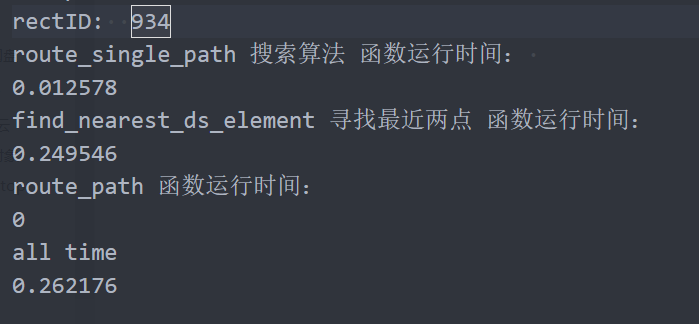 rectID:  934
route_single_path 搜索算法 函数运行时间：
0.012578
find_nearest_ds_element 寻找最近两点 函数运行时间：
0.249546
route_path 函数运行时间：
0
all time
0.262176